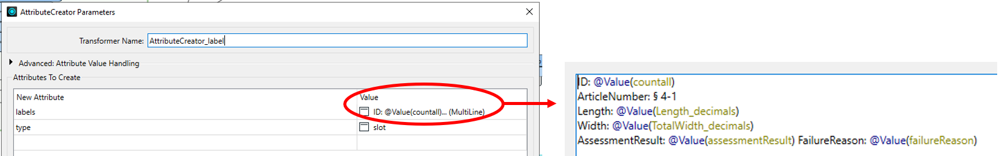 AttributeCreator Parameters
Transformer Name: AttributeCreator_label
Advanced: Attribute Value Handling
Attributes To Create
New Attribute Value
labels ID: @Value(countall)... (MultiLine)
type slot
ID: @Value(countall)
ArticleNumber: § 4-1
Length: @Value(Length_decimals)
Width: @Value(TotalWidth_decimals)
AssessmentResult: @Value(assessmentResult) FailureReason: @Value(failureReason)